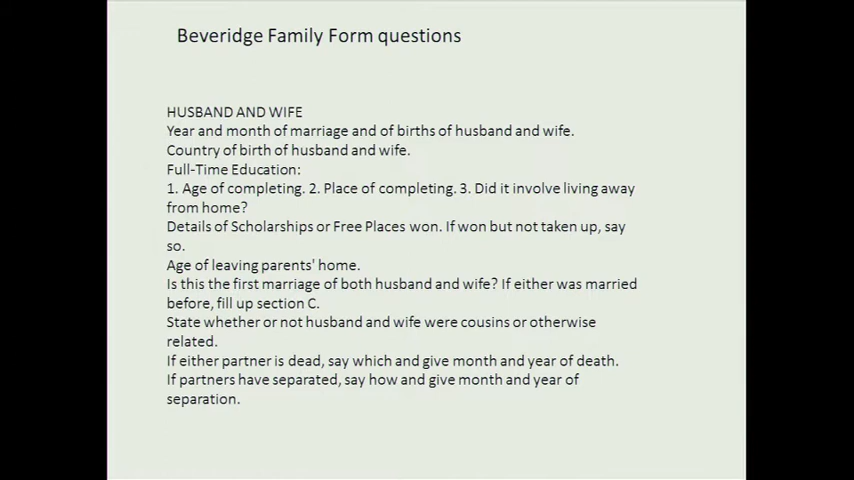 Beveridge Family Form questions
HUSBAND AND WIFE
Year and month of marriage and of births of husband and wife.
Country of birth of husband and wife.
Full-Time Education:
1. Age of completing. 2. Place of completing. 3. Did it involve living away
from home?
Details of Scholarships or Free Places won. If won but not taken up, say
so.
Age of leaving parents' home.
Is this the first marriage of both husband and wife? If either was married
before, fill up section C.
State whether or not husband and wife were cousins or otherwise
related.
If either partner is dead, say which and give month and year of death.
If partners have separated, say how and give month and year of
separation.